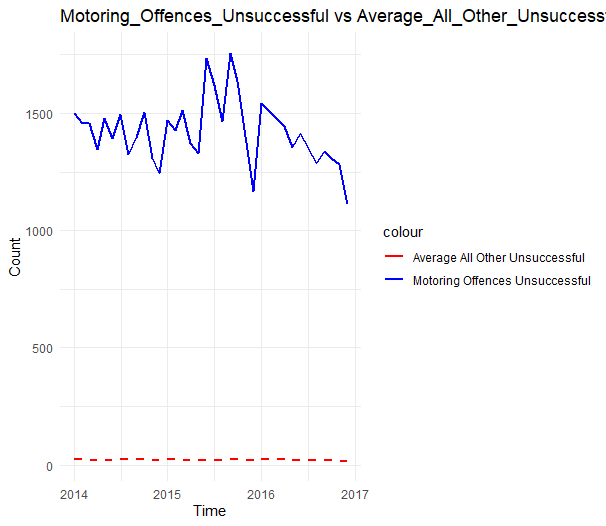 Motoring_Offences_Unsuccessful vs Average_All_Other_Unsuccessf
1500
1000
500
0
Count
2014 2015 2016 2017
Time
colour
Average All Other Unsuccessful
Motoring Offences Unsuccessful